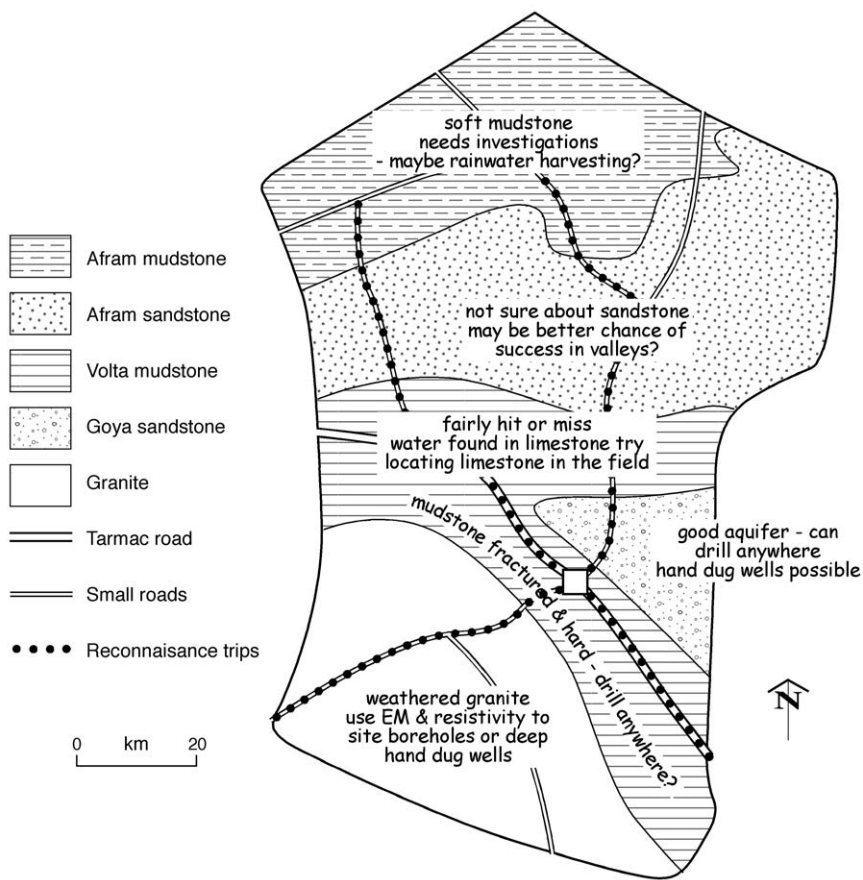 soft mudstone
needs investigations
- maybe rainwater harvesting?
Afram mudstone
Afram sandstone
Volta mudstone
Goya sandstone
Granite
Tarmac road
Small roads
Reconnaisance trips
0 km 20
not sure about sandstone
may be better chance of
success in valleys?
fairly hit or miss
water found in limestone try
locating limestone in the field
mudstone fractured & hard - drill anywhere?
good aquifer - can
drill anywhere
hand dug wells possible
weathered granite
use EM & resistivity to
site boreholes or deep
hand dug wells
N